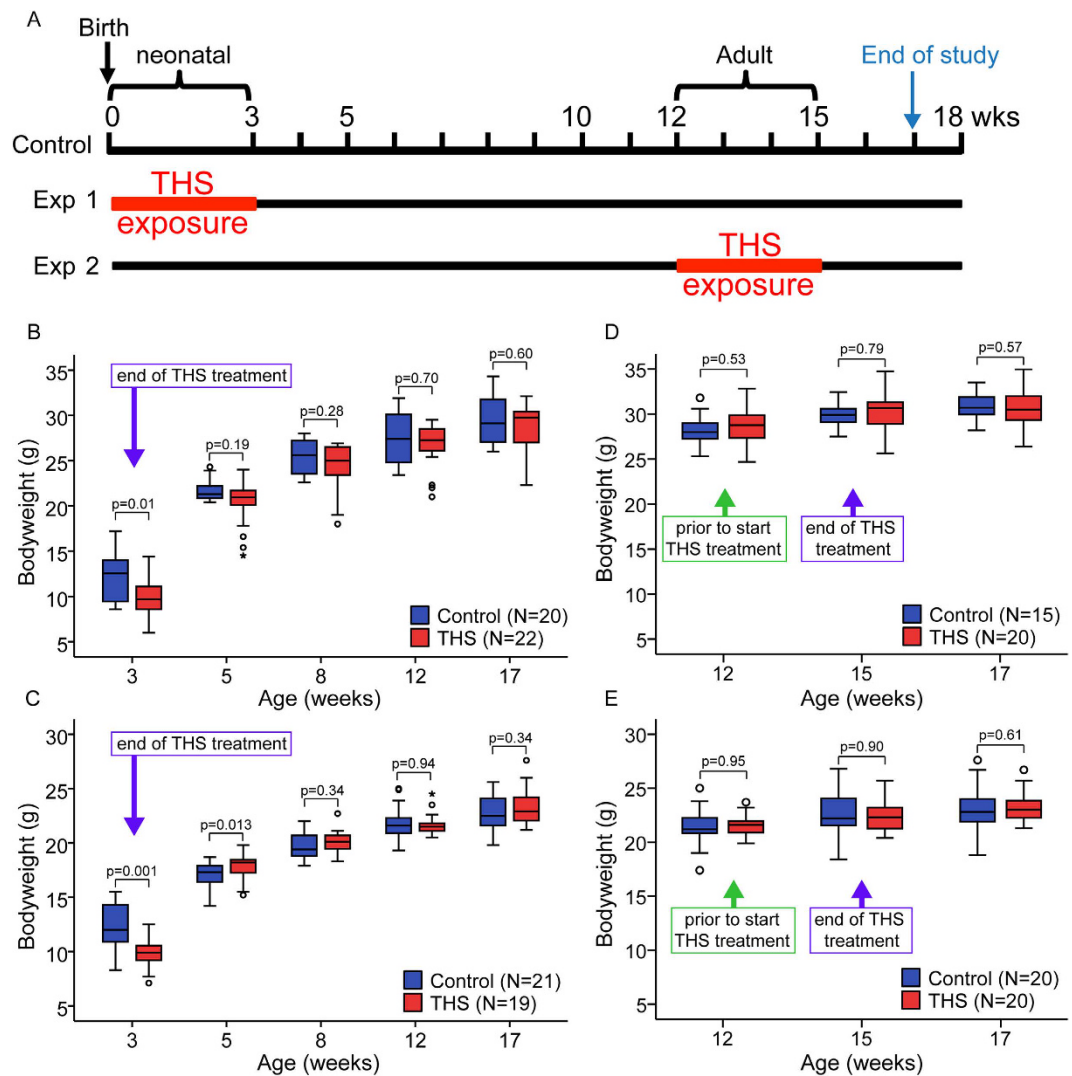 A
Birth
neonatal
Adult
End of study
0 3 5 10 12 15 18 wks
Control
Exp 1
THS
exposure
Exp 2
THS
exposure
B
Bodyweight (g)
35
30
25
20
15
10
5
end of THS treatment
p=0.01
p=0.19
p=0.28
p=0.70
p=0.60
Control (N=20)
THS (N=22)
3 5 8 12 17
Age (weeks)
D
Bodyweight (g)
35
30
25
20
15
10
5
p=0.53
p=0.79
p=0.57
prior to start
THS treatment
end of THS
treatment
Control (N=15)
THS (N=20)
12 15 17
Age (weeks)
C
Bodyweight (g)
30
25
20
15
10
5
end of THS treatment
p=0.001
p=0.013
p=0.34
p=0.94
p=0.34
Control (N=21)
THS (N=19)
3 5 8 12 17
Age (weeks)
E
Bodyweight (g)
30
25
20
15
10
5
p=0.95
p=0.90
p=0.61
prior to start
THS treatment
end of THS
treatment
Control (N=20)
THS (N=20)
12 15 17
Age (weeks)